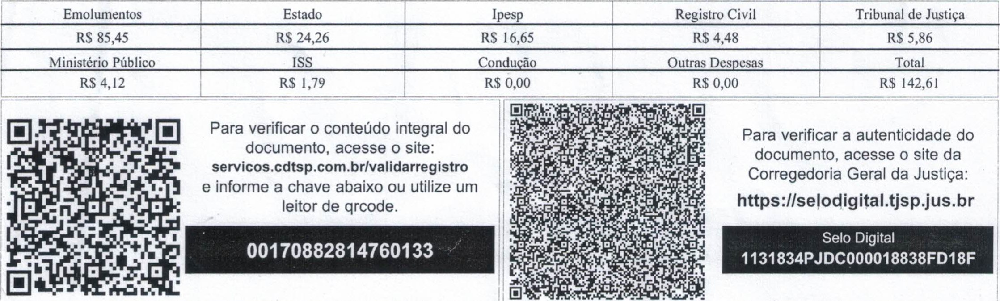 Emolumentos Estado Ipesp Registro Civil Tribunal de Justiça
R$ 85,45 R$ 24,26 R$ 16,65 R$ 4,48 R$ 5,86
Ministério Público ISS Condução Outras Despesas Total
R$ 4,12 R$ 1,79 R$ 0,00 R$ 0,00 R$ 142,61
Para verificar o conteúdo integral do
documento, acesse o site:
servicos.cdtsp.com.br/validarregistro
e informe a chave abaixo ou utilize um
leitor de qrcode.
00170882814760133
Para verificar a autenticidade do
documento, acesse o site da
Corregedoria Geral da Justiça:
https://selodigital.tjsp.jus.br
Selo Digital
1131834PJDC000018838FD18F